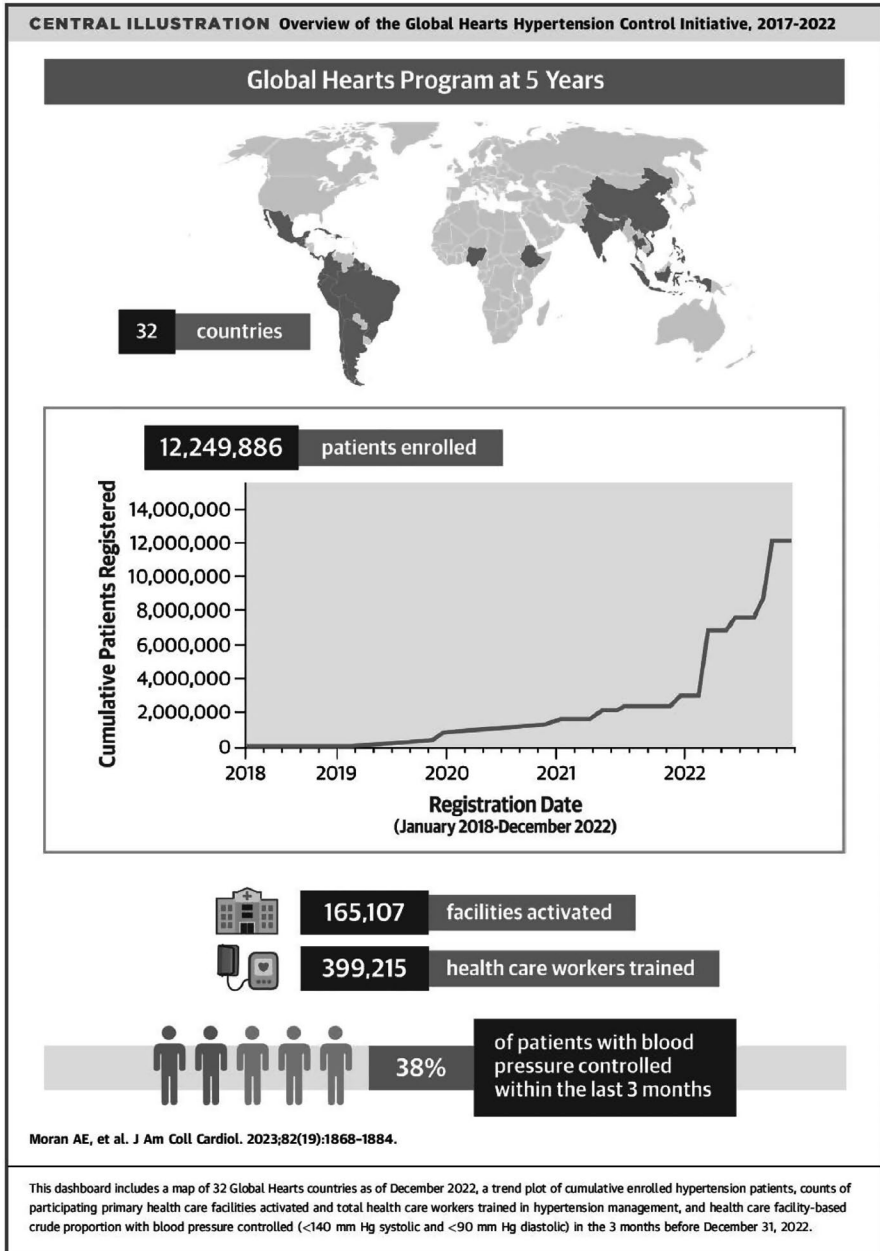 CENTRAL ILLUSTRATION Overview of the Global Hearts Hypertension Control Initiative, 2017-2022
Global Hearts Program at 5 Years
32 countries
12,249,886 patients enrolled
Cumulative Patients Registered
14,000,000
12,000,000
10,000,000
8,000,000
6,000,000
4,000,000
2,000,000
0
2018 2019 2020 2021 2022
Registration Date
(January 2018-December 2022)
165,107 facilities activated
399,215 health care workers trained
38%
of patients with blood
pressure controlled
within the last 3 months
Moran AE, et al. J Am Coll Cardiol. 2023;82(19):1868–1884.
This dashboard includes a map of 32 Global Hearts countries as of December 2022, a trend plot of cumulative enrolled hypertension patients, counts of
participating primary health care facilities activated and total health care workers trained in hypertension management, and health care facility-based
crude proportion with blood pressure controlled (<140 mm Hg systolic and <90 mm Hg diastolic) in the 3 months before December 31, 2022.